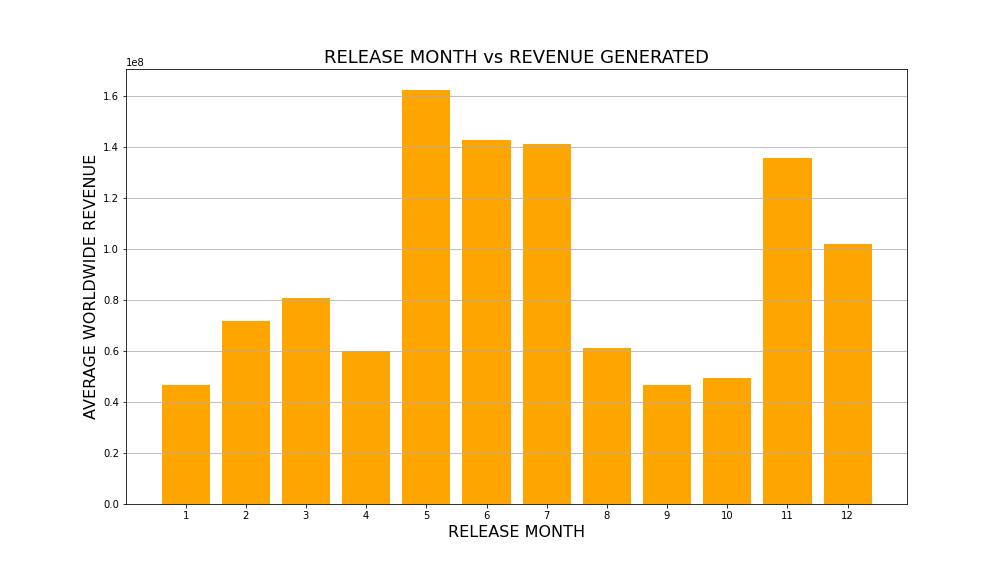 RELEASE MONTH vs REVENUE GENERATED
1e8
1.6
1.4
1.2
1.0
0.8
0.6
0.4
0.2
0.0
AVERAGE WORLDWIDE REVENUE
1 2 3 4 5 6 7 8 9 10 11 12
RELEASE MONTH